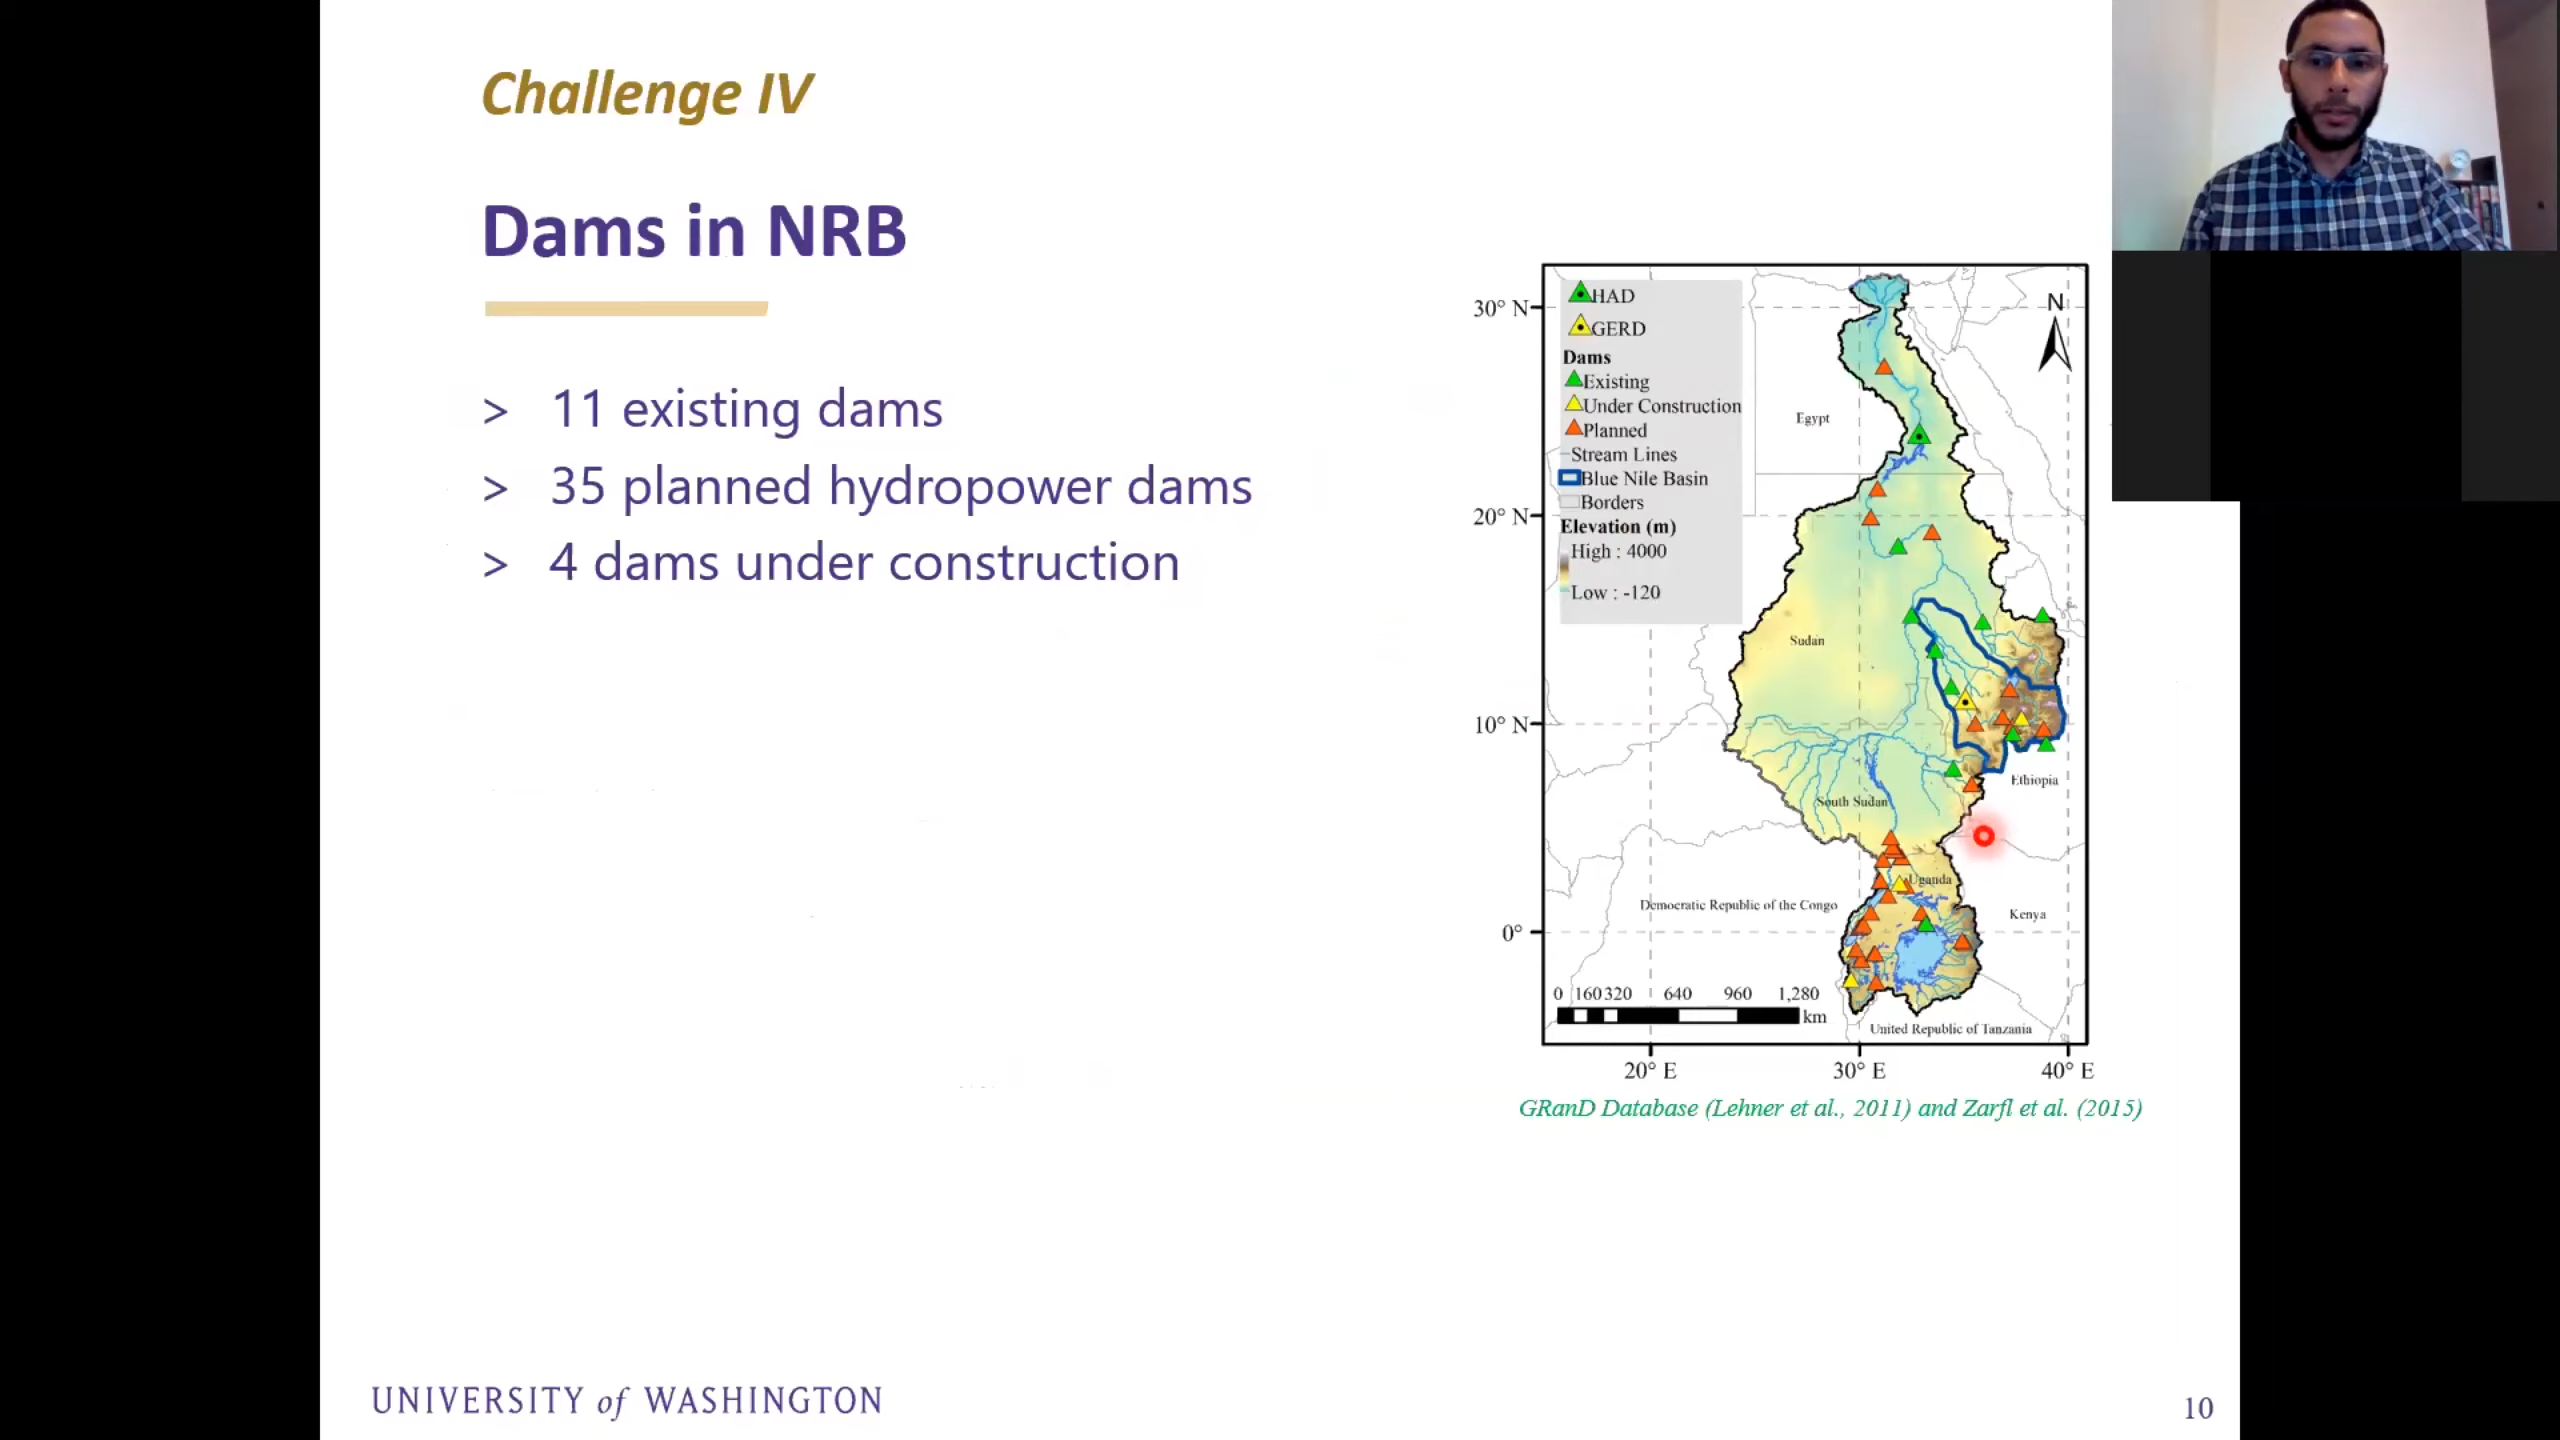 Challenge IV
Dams in NRB
> 11 existing dams
> 35 planned hydropower dams
> 4 dams under construction
HAD
GERD
Dams
Existing
Under Construction
Planned
Stream Lines
Blue Nile Basin
Borders
Elevation (m)
High : 4000
Low : -120
N
30° N
20° N
10° N
0°
Egypt
Sudan
Ethiopia
South Sudan
Uganda
Democratic Republic of the Congo
Kenya
United Republic of Tanzania
0 160 320 640 960 1,280
km
20° E 30° E 40° E
GRanD Database (Lehner et al., 2011) and Zarfl et al. (2015)
UNIVERSITY of WASHINGTON
10